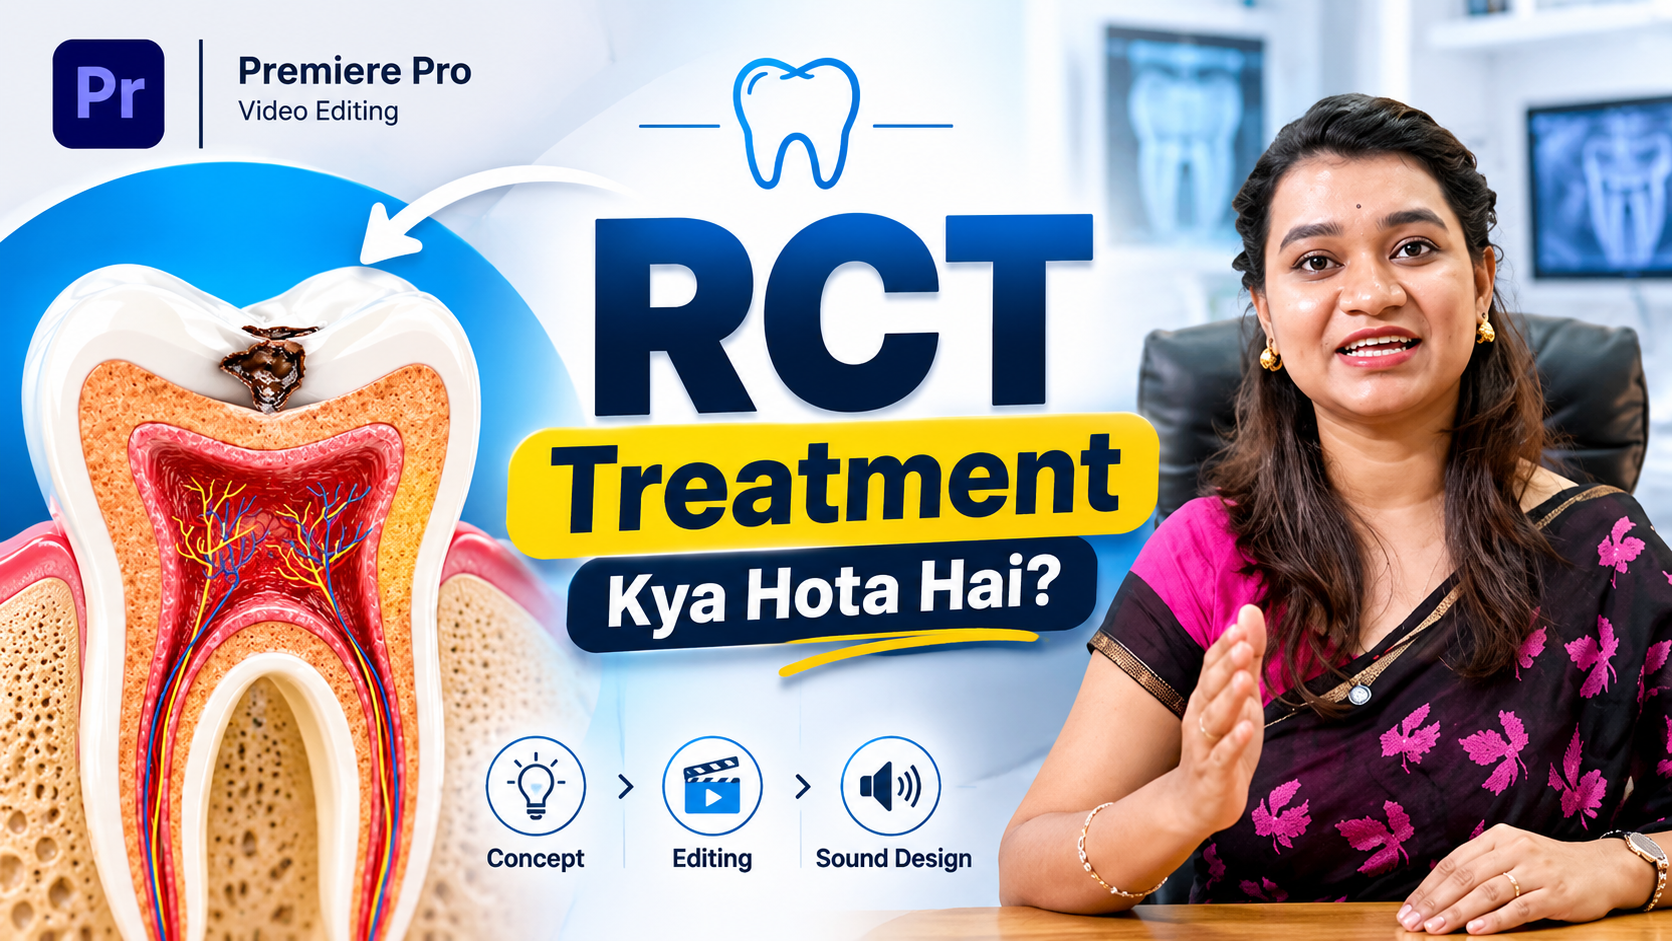 Pr
Premiere Pro
Video Editing
RCT
Treatment
Kya Hota Hai?
Concept
Editing
Sound Design